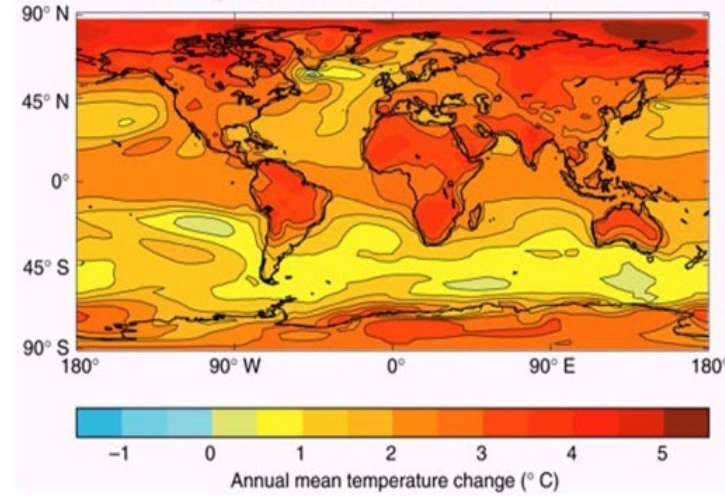 90° N
45° N
0°
45° S
90° S
180° 90° W 0° 90° E 180°
–1 0 1 2 3 4 5
Annual mean temperature change (° C)